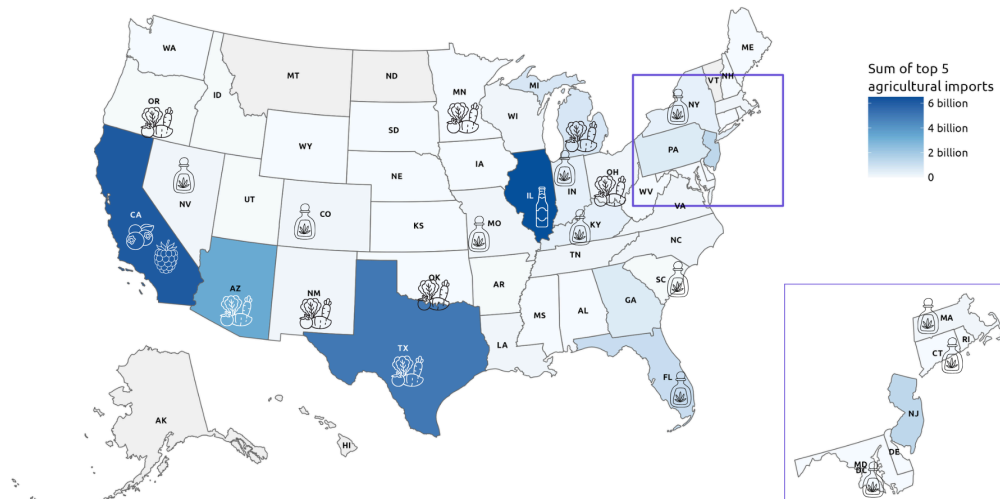 WA
MT
ND
MN
ME
VT
NH
OR
ID
SD
WI
MI
NY
WY
IA
PA
NE
NV
UT
CO
IL
IN
OH
WV
VA
KS
MO
KY
CA
AZ
NM
OK
AR
TN
NC
SC
TX
LA
MS
AL
GA
FL
AK
HI
Sum of top 5
agricultural imports
6 billion
4 billion
2 billion
0
MA
RI
CT
NJ
DE
MD
DC